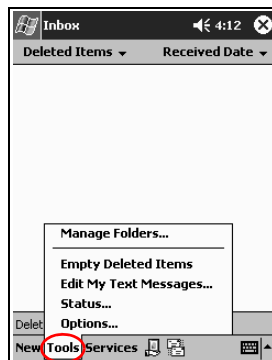 Inbox 4:12
Deleted Items Received Date
Manage Folders...
Empty Deleted Items
Edit My Text Messages...
Status...
Options...
Delet
New Tools Services